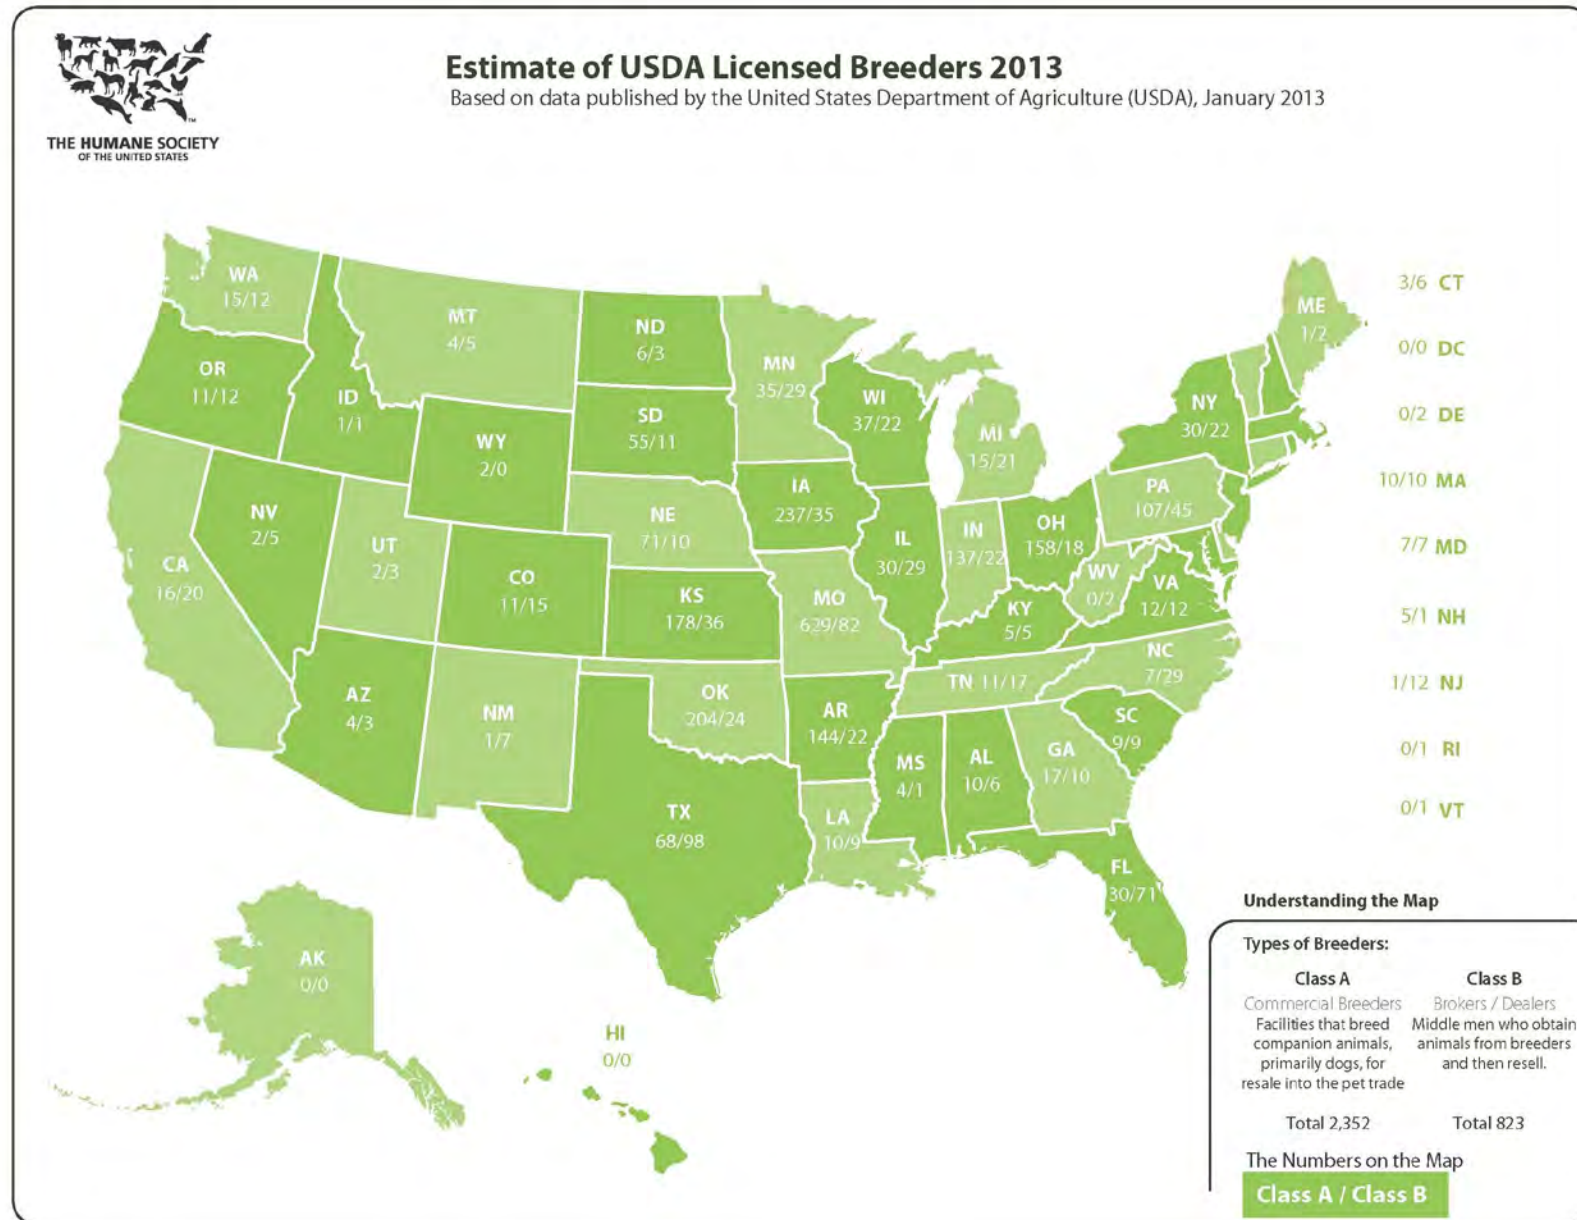 THE HUMANE SOCIETY
OF THE UNITED STATES
Estimate of USDA Licensed Breeders 2013
Based on data published by the United States Department of Agriculture (USDA), January 2013
WA
15/12
MT
4/5
ND
6/3
MN
35/29
ME
1/2
OR
11/12
ID
1/1
WY
2/0
SD
55/11
WI
37/22
MI
15/21
NY
30/22
NV
2/5
UT
2/3
CA
16/20
CO
11/15
NE
71/10
IA
237/35
IL
30/29
IN
137/22
OH
158/18
PA
107/45
WV
0/2
VA
12/12
KS
178/36
MO
629/82
KY
5/5
NC
7/29
TN 11/17
AZ
4/3
NM
1/7
OK
204/24
AR
144/22
SC
9/9
MS
4/1
AL
10/6
GA
17/10
TX
68/98
LA
10/9
FL
30/71
AK
0/0
HI
0/0
3/6 CT
0/0 DC
0/2 DE
10/10 MA
7/7 MD
5/1 NH
1/12 NJ
0/1 RI
0/1 VT
Understanding the Map
Types of Breeders:
Class A
Commercial Breeders
Facilities that breed
companion animals,
primarily dogs, for
resale into the pet trade
Total 2,352
Class B
Brokers / Dealers
Middle men who obtain
animals from breeders
and then resell.
Total 823
The Numbers on the Map
Class A / Class B